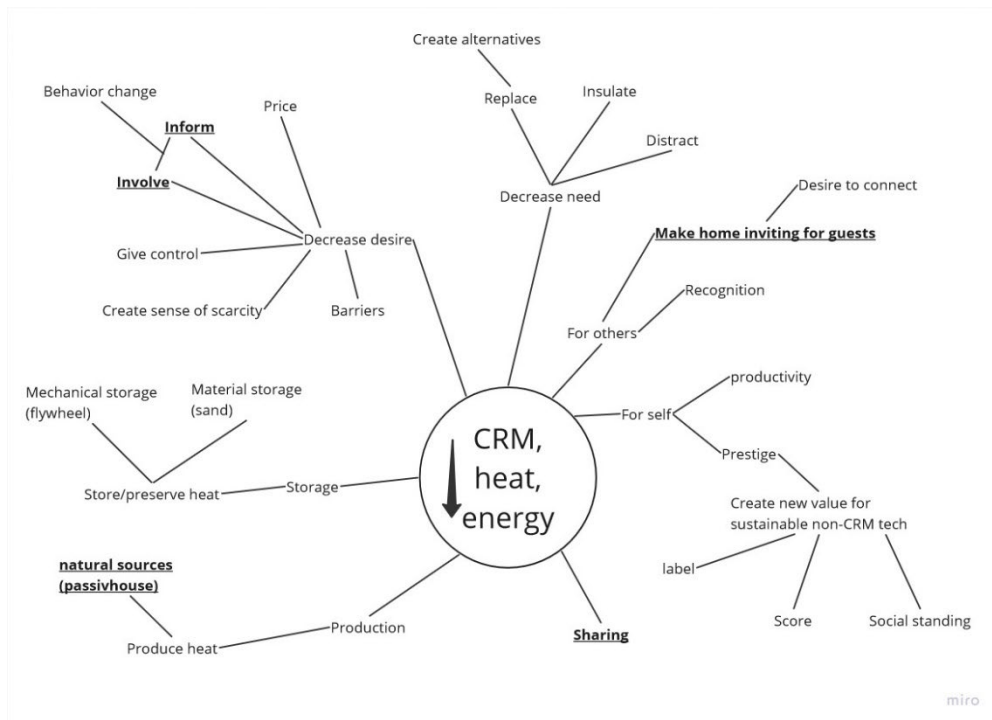 Create alternatives
Behavior change
Price
Replace
Insulate
Inform
Distract
Involve
Decrease need
Desire to connect
Make home inviting for guests
Give control
Decrease desire
Recognition
Create sense of scarcity
Barriers
For others
productivity
Mechanical storage
(flywheel)
Material storage
(sand)
For self
CRM,
heat,
energy
Prestige
Store/preserve heat
Storage
Create new value for
sustainable non-CRM tech
natural sources
(passivhouse)
label
Production
Sharing
Score
Social standing
Produce heat
miro